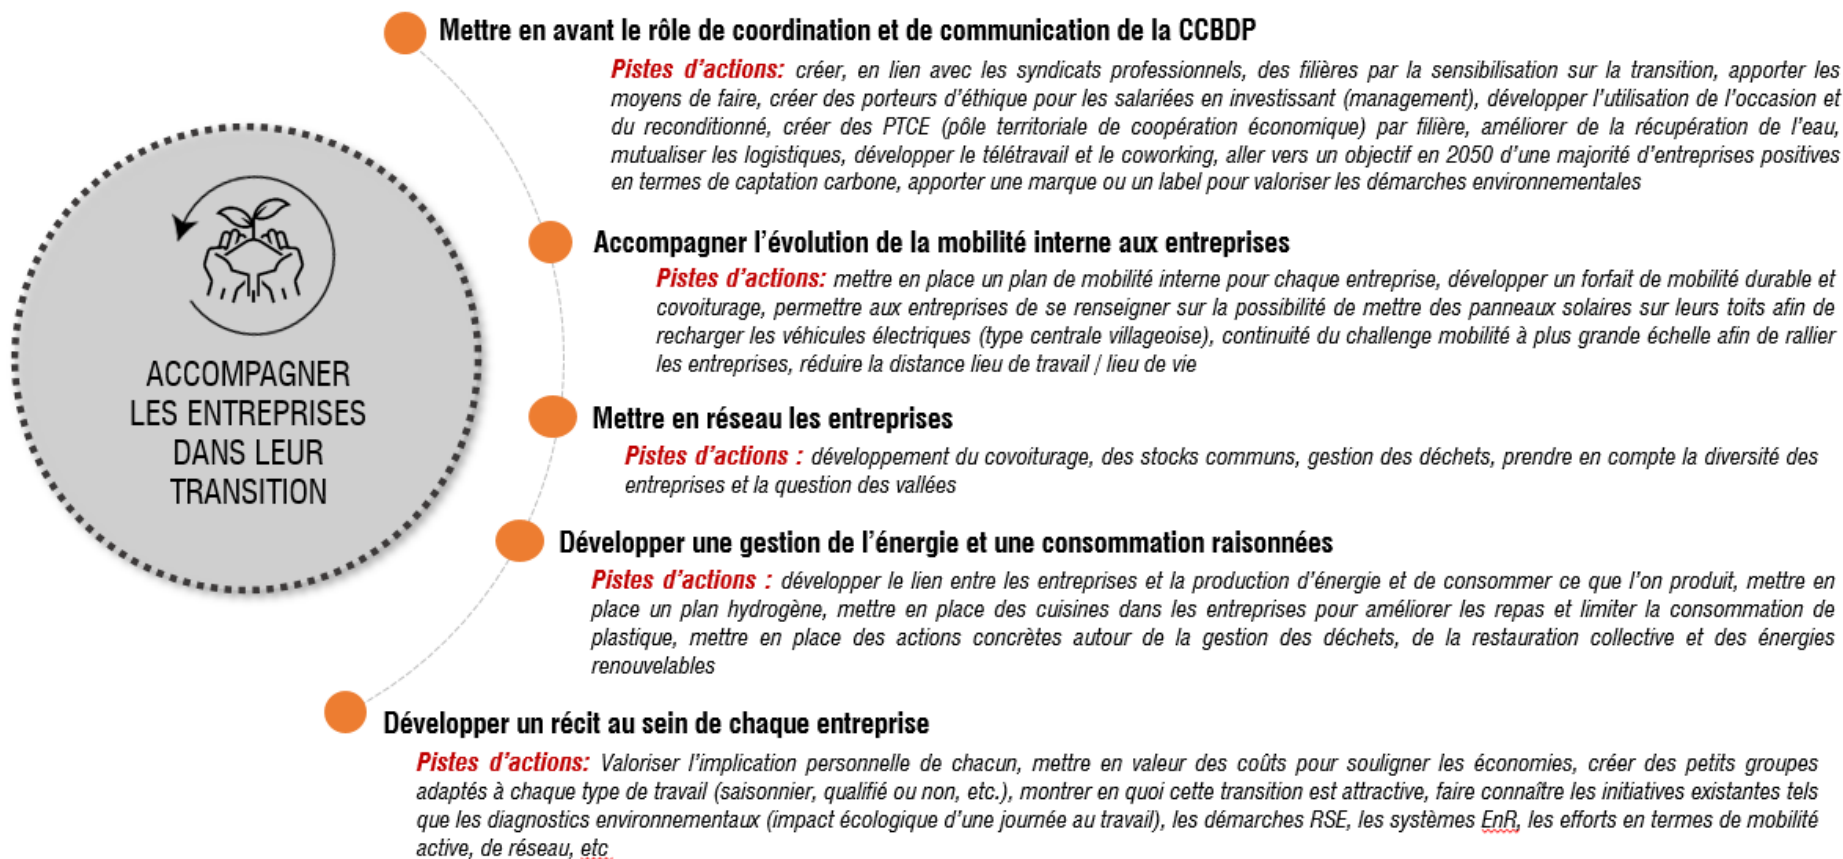 ACCOMPAGNER
LES ENTREPRISES
DANS LEUR
TRANSITION
Mettre en avant le rôle de coordination et de communication de la CCBDP
Pistes d’actions: créer, en lien avec les syndicats professionnels, des filières par la sensibilisation sur la transition, apporter les
moyens de faire, créer des porteurs d’éthique pour les salariées en investissant (management), développer l’utilisation de l’occasion et
du reconditionné, créer des PTCE (pôle territoriale de coopération économique) par filière, améliorer de la récupération de l’eau,
mutualiser les logistiques, développer le télétravail et le coworking, aller vers un objectif en 2050 d’une majorité d’entreprises positives
en termes de captation carbone, apporter une marque ou un label pour valoriser les démarches environnementales
Accompagner l’évolution de la mobilité interne aux entreprises
Pistes d’actions: mettre en place un plan de mobilité interne pour chaque entreprise, développer un forfait de mobilité durable et
covoiturage, permettre aux entreprises de se renseigner sur la possibilité de mettre des panneaux solaires sur leurs toits afin de
recharger les véhicules électriques (type centrale villageoise), continuité du challenge mobilité à plus grande échelle afin de rallier
les entreprises, réduire la distance lieu de travail / lieu de vie
Mettre en réseau les entreprises
Pistes d’actions : développement du covoiturage, des stocks communs, gestion des déchets, prendre en compte la diversité des
entreprises et la question des vallées
Développer une gestion de l’énergie et une consommation raisonnées
Pistes d’actions : développer le lien entre les entreprises et la production d’énergie et de consommer ce que l’on produit, mettre en
place un plan hydrogène, mettre en place des cuisines dans les entreprises pour améliorer les repas et limiter la consommation de
plastique, mettre en place des actions concrètes autour de la gestion des déchets, de la restauration collective et des énergies
renouvelables
Développer un récit au sein de chaque entreprise
Pistes d’actions: Valoriser l’implication personnelle de chacun, mettre en valeur des coûts pour souligner les économies, créer des petits groupes
adaptés à chaque type de travail (saisonnier, qualifié ou non, etc.), montrer en quoi cette transition est attractive, faire connaître les initiatives existantes tels
que les diagnostics environnementaux (impact écologique d’une journée au travail), les démarches RSE, les systèmes EnR, les efforts en termes de mobilité
active, de réseau, etc